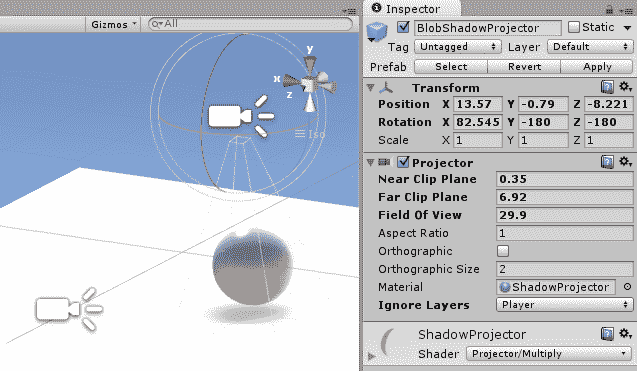 Gizmos All
y
x
z
Iso
Inspector
BlobShadowProjector Static
Tag Untagged Layer Default
Prefab Select Revert Apply
Transform
Position X 13.57 Y -0.79 Z -8.221
Rotation X 82.545 Y -180 Z -180
Scale X 1 Y 1 Z 1
Projector
Near Clip Plane 0.35
Far Clip Plane 6.92
Field Of View 29.9
Aspect Ratio 1
Orthographic
Orthographic Size 2
Material ShadowProjector
Ignore Layers Player
ShadowProjector
Shader Projector/Multiply